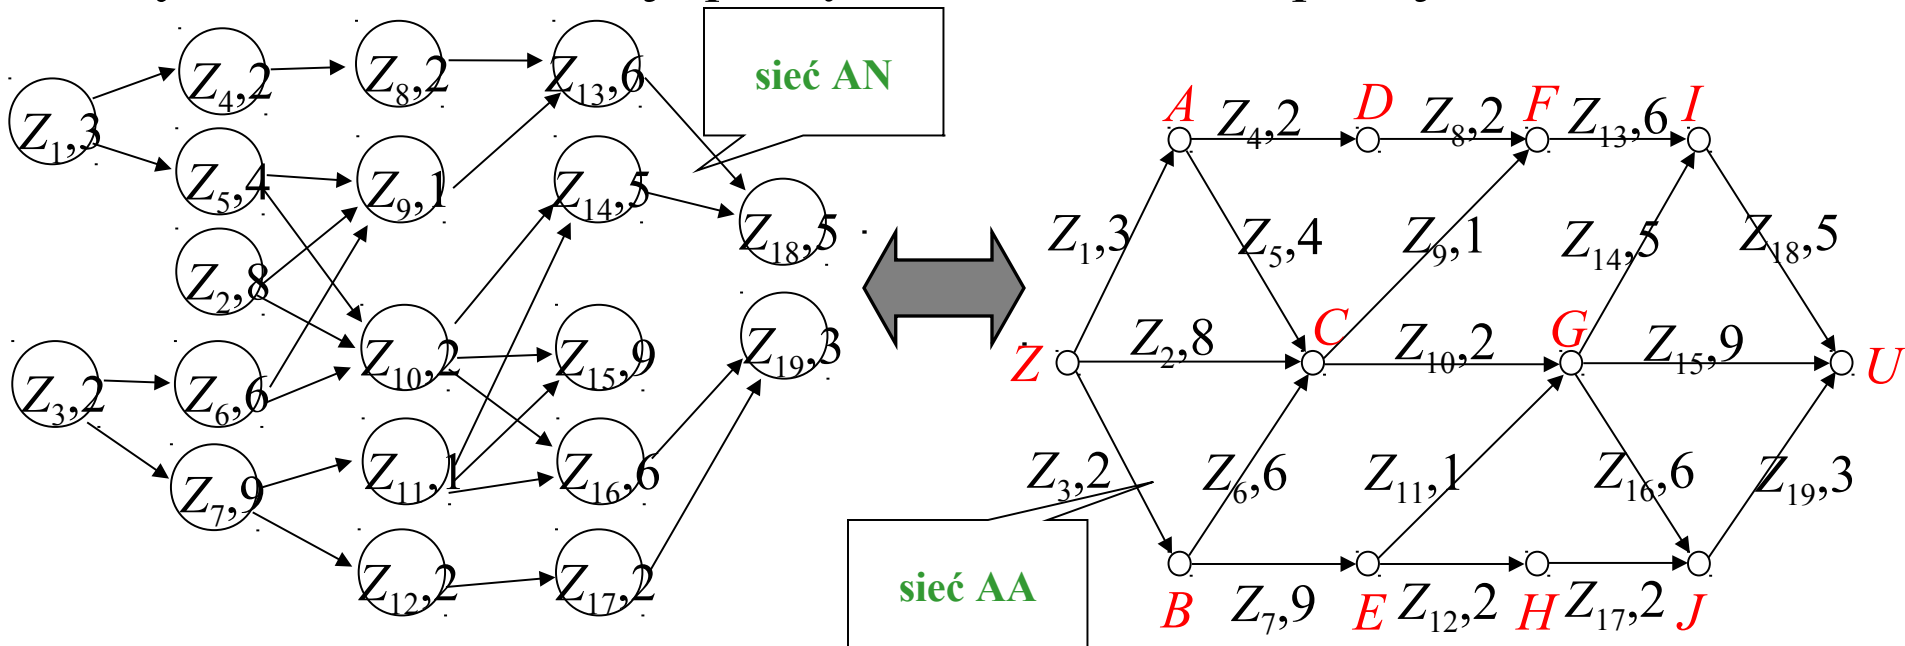 sieć AN
Z1,3
Z4,2
Z8,2
Z13,6
Z5,4
Z9,1
Z14,5
Z18,5
Z2,8
Z10,2
Z15,9
Z19,3
Z3,2
Z6,6
Z11,1
Z16,6
Z7,9
Z12,2
Z17,2
A
Z4,2
D
Z8,2
F
Z13,6
I
Z1,3
Z5,4
Z9,1
Z14,5
Z18,5
Z
Z2,8
C
Z10,2
G
Z15,9
U
Z3,2
Z6,6
Z11,1
Z16,6
Z19,3
B
Z7,9
E
Z12,2
H
Z17,2
J
sieć AA